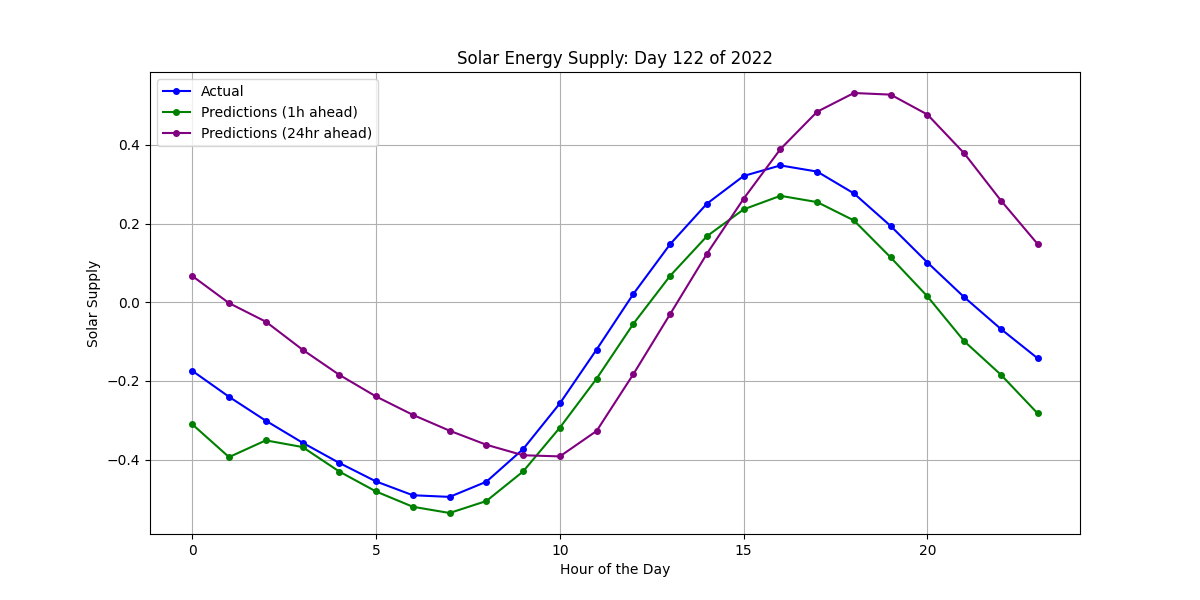 Solar Energy Supply: Day 122 of 2022
Actual
Predictions (1h ahead)
Predictions (24hr ahead)
0.4
0.2
0.0
−0.2
−0.4
Solar Supply
0 5 10 15 20
Hour of the Day